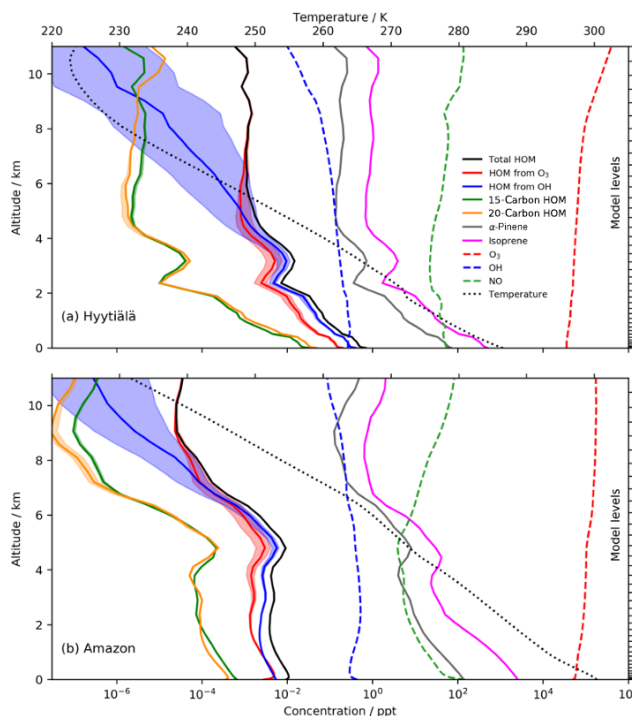 Temperature / K
220 230 240 250 260 270 280 290 300
10
8
6
4
2
0
Altitude / km
Model levels
Total HOM
HOM from O₃
HOM from OH
15-Carbon HOM
20-Carbon HOM
α-Pinene
Isoprene
O₃
OH
NO
Temperature
(a) Hyytiälä
10
8
6
4
2
0
Altitude / km
Model levels
(b) Amazon
10⁻⁶ 10⁻⁴ 10⁻² 10⁰ 10² 10⁴ 10⁶
Concentration / ppt